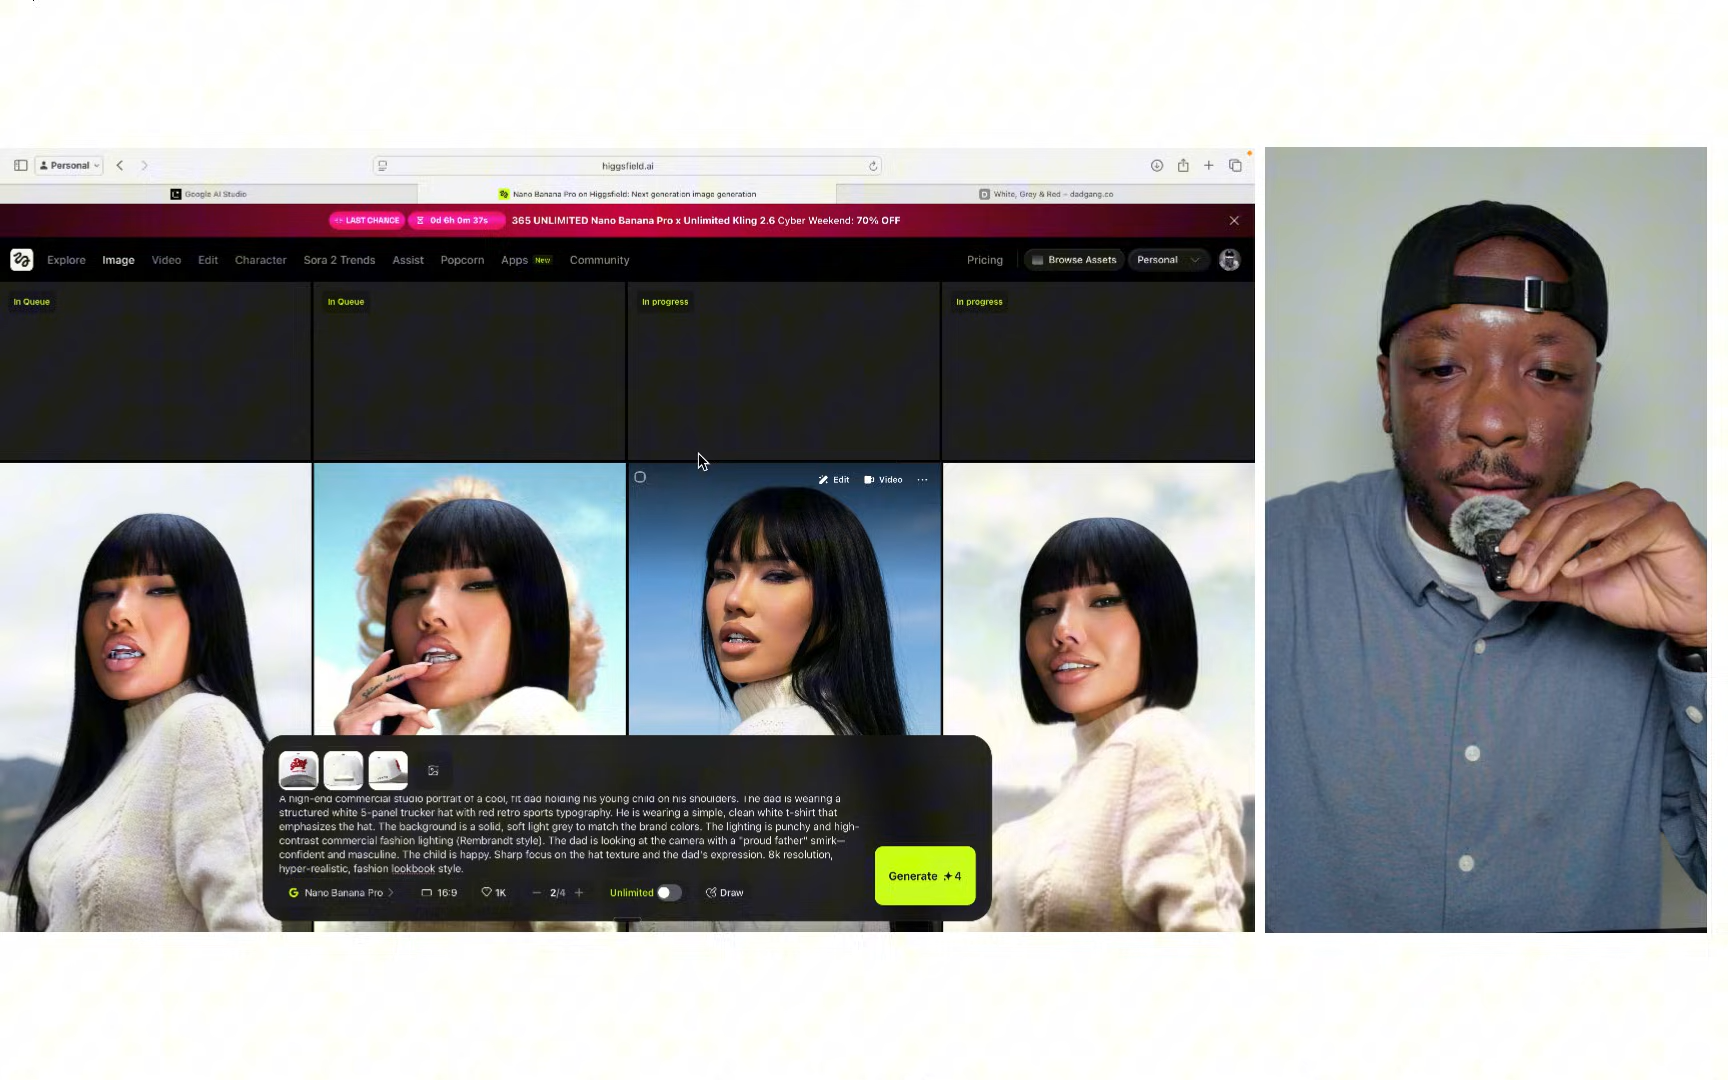 Personal
higgsfield.ai
Google AI Studio
Nano Banana Pro on Higgsfield: Next generation image generation
White, Grey & Red – dadgang.co
LAST CHANCE
0d 6h 0m 37s
365 UNLIMITED Nano Banana Pro x Unlimited Kling 2.6 Cyber Weekend: 70% OFF
Explore
Image
Video
Edit
Character
Sora 2 Trends
Assist
Popcorn
Apps
New
Community
Pricing
Browse Assets
Personal
In Queue
In Queue
In progress
In progress
Edit
Video
A high-end commercial studio portrait of a cool, fit dad holding his young child on his shoulders. The dad is wearing a
structured white 5-panel trucker hat with red retro sports typography. He is wearing a simple, clean white t-shirt that
emphasizes the hat. The background is a solid, soft light grey to match the brand colors. The lighting is punchy and high-
contrast commercial fashion lighting (Rembrandt style). The dad is looking at the camera with a "proud father" smirk—
confident and masculine. The child is happy. Sharp focus on the hat texture and the dad's expression. 8k resolution,
hyper-realistic, fashion lookbook style.
Nano Banana Pro
16:9
1K
2/4
Unlimited
Draw
Generate 4